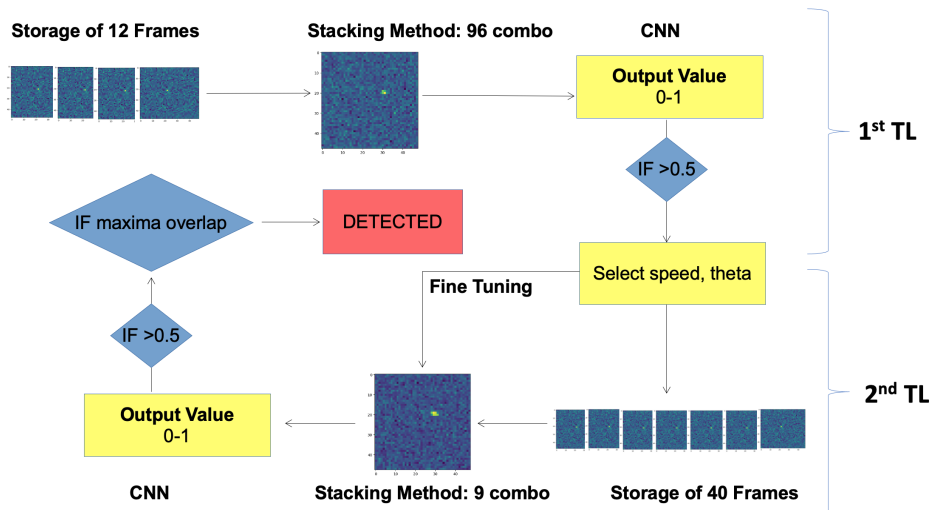 Storage of 12 Frames
Stacking Method: 96 combo
CNN
Output Value
0-1
1st TL
IF >0.5
IF maxima overlap
DETECTED
Select speed, theta
Fine Tuning
IF >0.5
2nd TL
Output Value
0-1
CNN
Stacking Method: 9 combo
Storage of 40 Frames